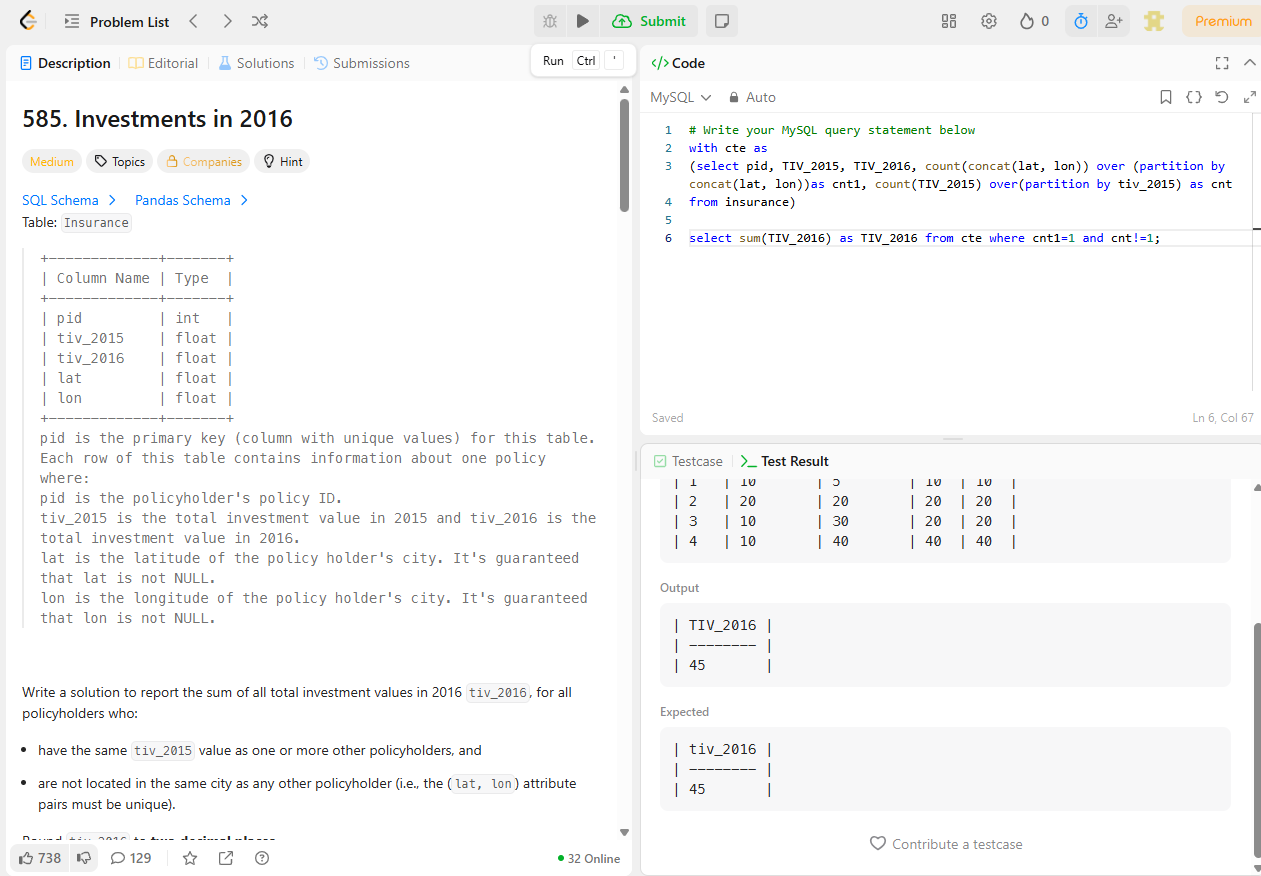 Problem List
Submit
0
Premium
Description
Editorial
Solutions
Submissions
Run Ctrl '
585. Investments in 2016
Medium
Topics
Companies
Hint
SQL Schema
Pandas Schema
Table: Insurance
+-------------+-------+
| Column Name | Type  |
+-------------+-------+
| pid         | int   |
| tiv_2015    | float |
| tiv_2016    | float |
| lat         | float |
| lon         | float |
+-------------+-------+
pid is the primary key (column with unique values) for this table.
Each row of this table contains information about one policy
where:
pid is the policyholder's policy ID.
tiv_2015 is the total investment value in 2015 and tiv_2016 is the
total investment value in 2016.
lat is the latitude of the policy holder's city. It's guaranteed
that lat is not NULL.
lon is the longitude of the policy holder's city. It's guaranteed
that lon is not NULL.
Write a solution to report the sum of all total investment values in 2016 tiv_2016, for all
policyholders who:
• have the same tiv_2015 value as one or more other policyholders, and
• are not located in the same city as any other policyholder (i.e., the (lat, lon) attribute
pairs must be unique).
Round tiv_2016 to two decimal places
738
129
32 Online
</> Code
MySQL
Auto
1 # Write your MySQL query statement below
2 with cte as
3 (select pid, TIV_2015, TIV_2016, count(concat(lat, lon)) over (partition by
concat(lat, lon))as cnt1, count(TIV_2015) over(partition by tiv_2015) as cnt
4 from insurance)
5
6 select sum(TIV_2016) as TIV_2016 from cte where cnt1=1 and cnt!=1;
Saved
Ln 6, Col 67
Testcase
Test Result
| 1   | 10       | 5        | 10  | 10  |
| 2   | 20       | 20       | 20  | 20  |
| 3   | 10       | 30       | 20  | 20  |
| 4   | 10       | 40       | 40  | 40  |
Output
| TIV_2016 |
| -------- |
| 45       |
Expected
| tiv_2016 |
| -------- |
| 45       |
Contribute a testcase